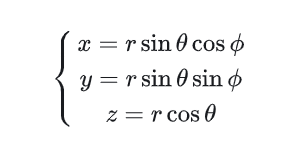 x = r sin θ cos ϕ
y = r sin θ sin ϕ
z = r cos θ